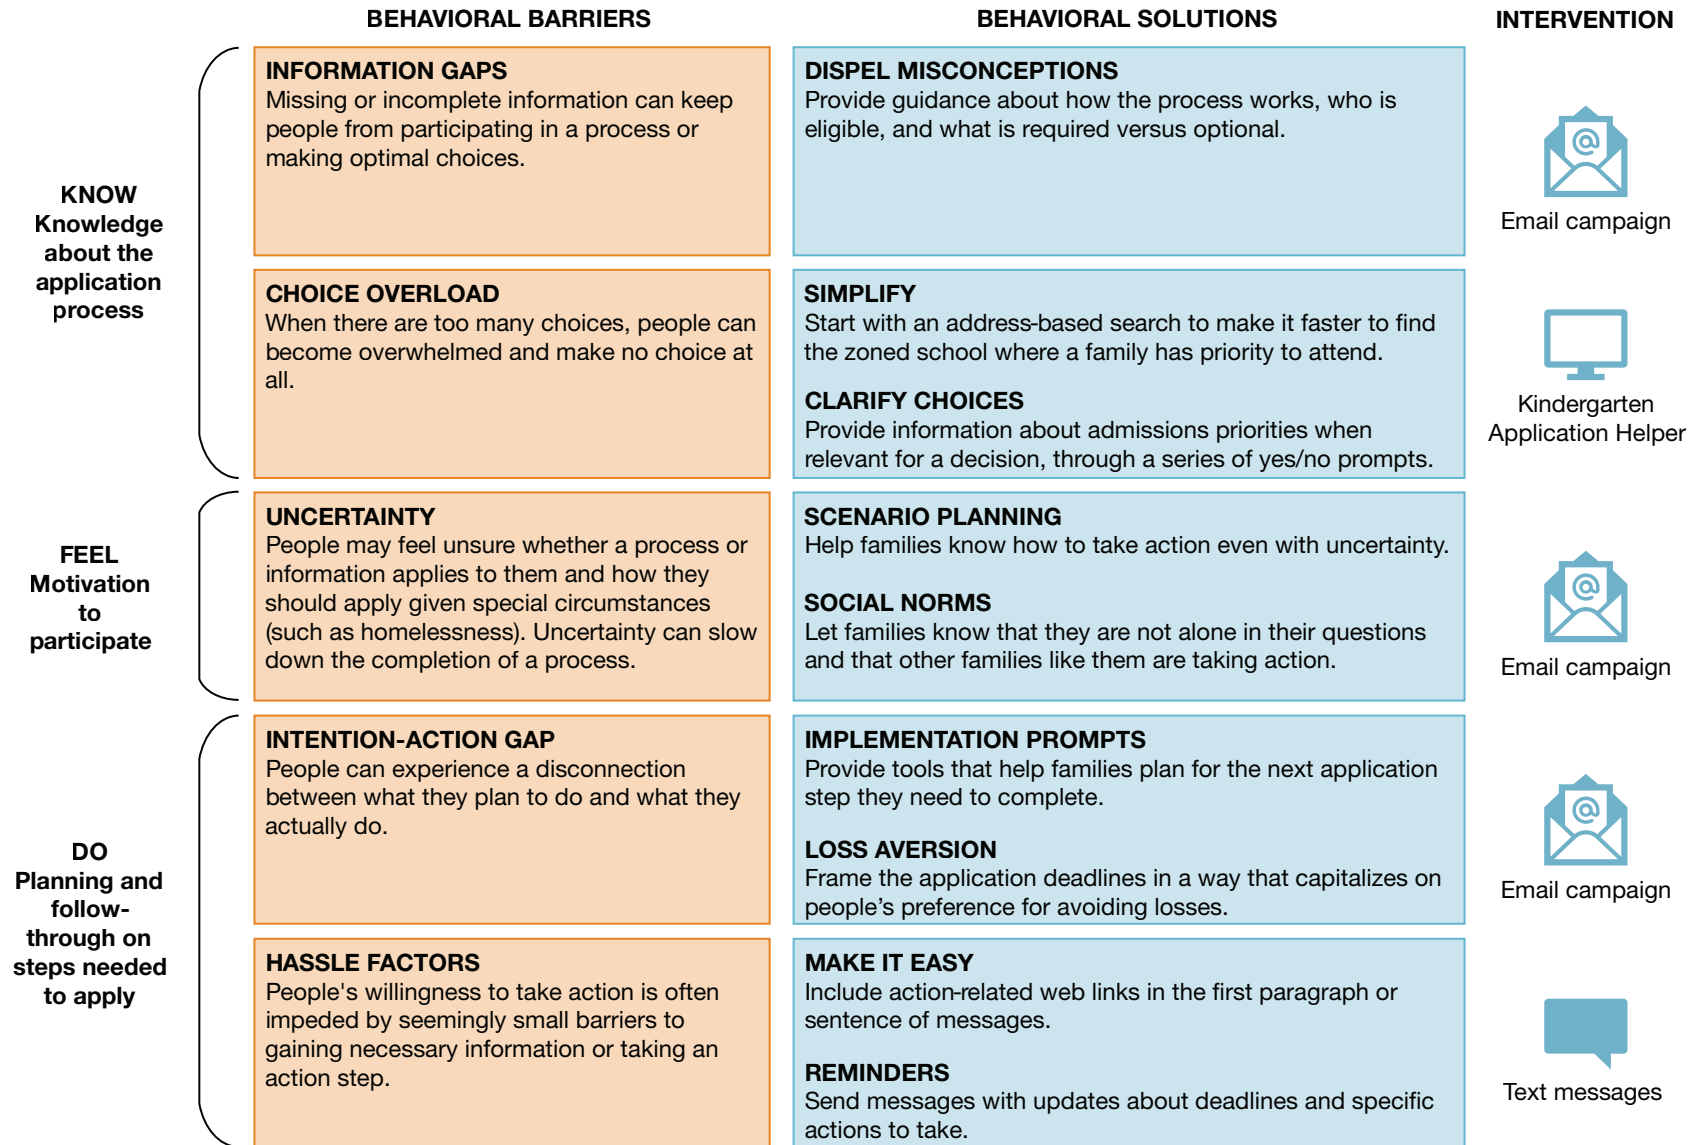 BEHAVIORAL BARRIERS
BEHAVIORAL SOLUTIONS
INTERVENTION
KNOW
Knowledge
about the
application
process
INFORMATION GAPS
Missing or incomplete information can keep
people from participating in a process or
making optimal choices.
DISPEL MISCONCEPTIONS
Provide guidance about how the process works, who is
eligible, and what is required versus optional.
@
Email campaign
CHOICE OVERLOAD
When there are too many choices, people can
become overwhelmed and make no choice at
all.
SIMPLIFY
Start with an address-based search to make it faster to find
the zoned school where a family has priority to attend.
CLARIFY CHOICES
Provide information about admissions priorities when
relevant for a decision, through a series of yes/no prompts.
Kindergarten
Application Helper
FEEL
Motivation
to
participate
UNCERTAINTY
People may feel unsure whether a process or
information applies to them and how they
should apply given special circumstances
(such as homelessness). Uncertainty can slow
down the completion of a process.
SCENARIO PLANNING
Help families know how to take action even with uncertainty.
SOCIAL NORMS
Let families know that they are not alone in their questions
and that other families like them are taking action.
@
Email campaign
DO
Planning and
follow-
through on
steps needed
to apply
INTENTION-ACTION GAP
People can experience a disconnection
between what they plan to do and what they
actually do.
IMPLEMENTATION PROMPTS
Provide tools that help families plan for the next application
step they need to complete.
LOSS AVERSION
Frame the application deadlines in a way that capitalizes on
people's preference for avoiding losses.
@
Email campaign
HASSLE FACTORS
People's willingness to take action is often
impeded by seemingly small barriers to
gaining necessary information or taking an
action step.
MAKE IT EASY
Include action-related web links in the first paragraph or
sentence of messages.
REMINDERS
Send messages with updates about deadlines and specific
actions to take.
Text messages